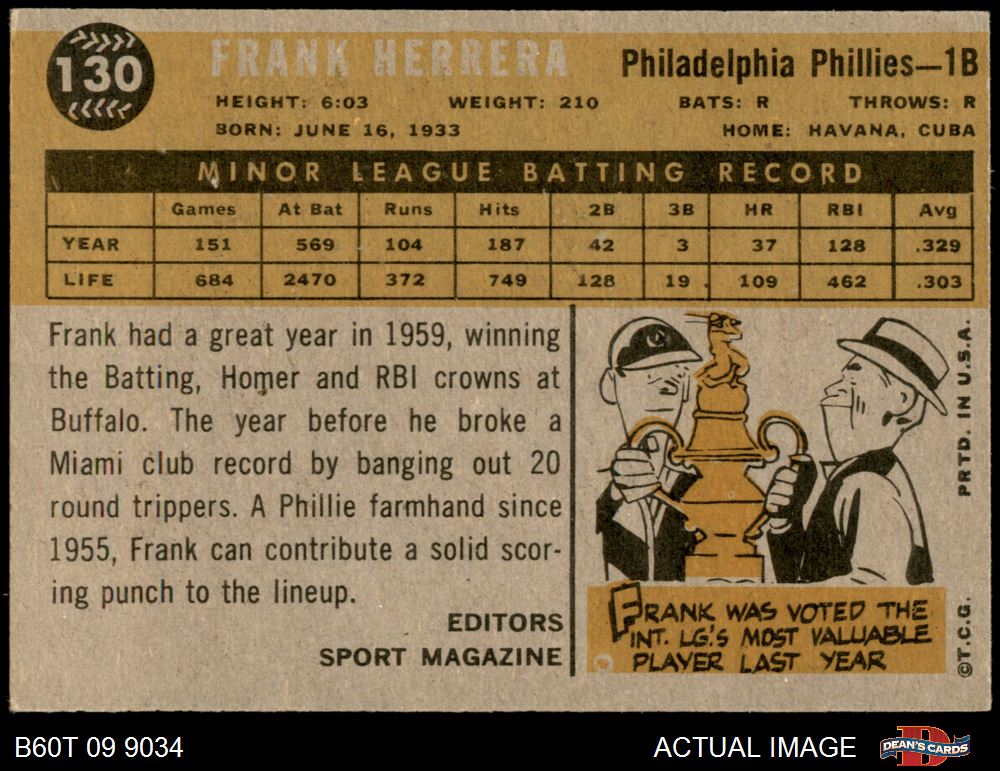 130
FRANK HERRERA
Philadelphia Phillies—1B
HEIGHT: 6:03 WEIGHT: 210 BATS: R THROWS: R
BORN: JUNE 16, 1933 HOME: HAVANA, CUBA
MINOR LEAGUE BATTING RECORD
Games At Bat Runs Hits 2B 3B HR RBI Avg
YEAR 151 569 104 187 42 3 37 128 .329
LIFE 684 2470 372 749 128 19 109 462 .303
Frank had a great year in 1959, winning
the Batting, Homer and RBI crowns at
Buffalo. The year before he broke a
Miami club record by banging out 20
round trippers. A Phillie farmhand since
1955, Frank can contribute a solid scor-
ing punch to the lineup.
EDITORS
SPORT MAGAZINE
FRANK WAS VOTED THE
INT. LG.'S MOST VALUABLE
PLAYER LAST YEAR
PRTD. IN U.S.A.
©T.C.G.
B60T 09 9034
ACTUAL IMAGE
DEAN'S CARDS